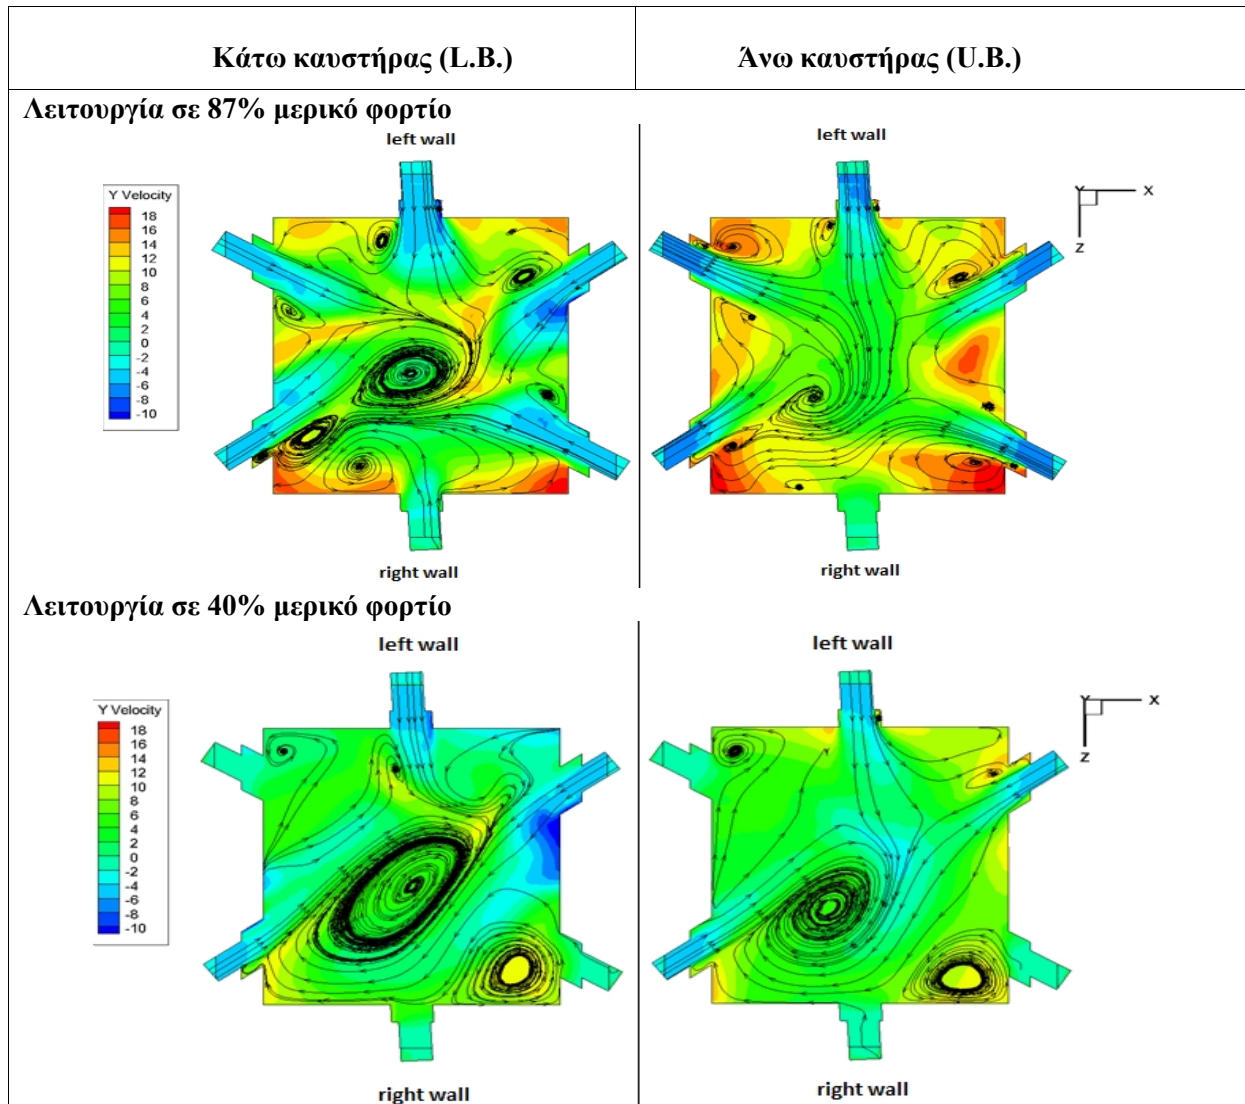 Κάτω καυστήρας (L.B.)
Άνω καυστήρας (U.B.)
Λειτουργία σε 87% μερικό φορτίο
left wall
left wall
Y Velocity
18
16
14
12
10
8
6
4
2
0
-2
-4
-6
-8
-10
Y
X
Z
right wall
right wall
Λειτουργία σε 40% μερικό φορτίο
left wall
left wall
Y Velocity
18
16
14
12
10
8
6
4
2
0
-2
-4
-6
-8
-10
Y
X
Z
right wall
right wall